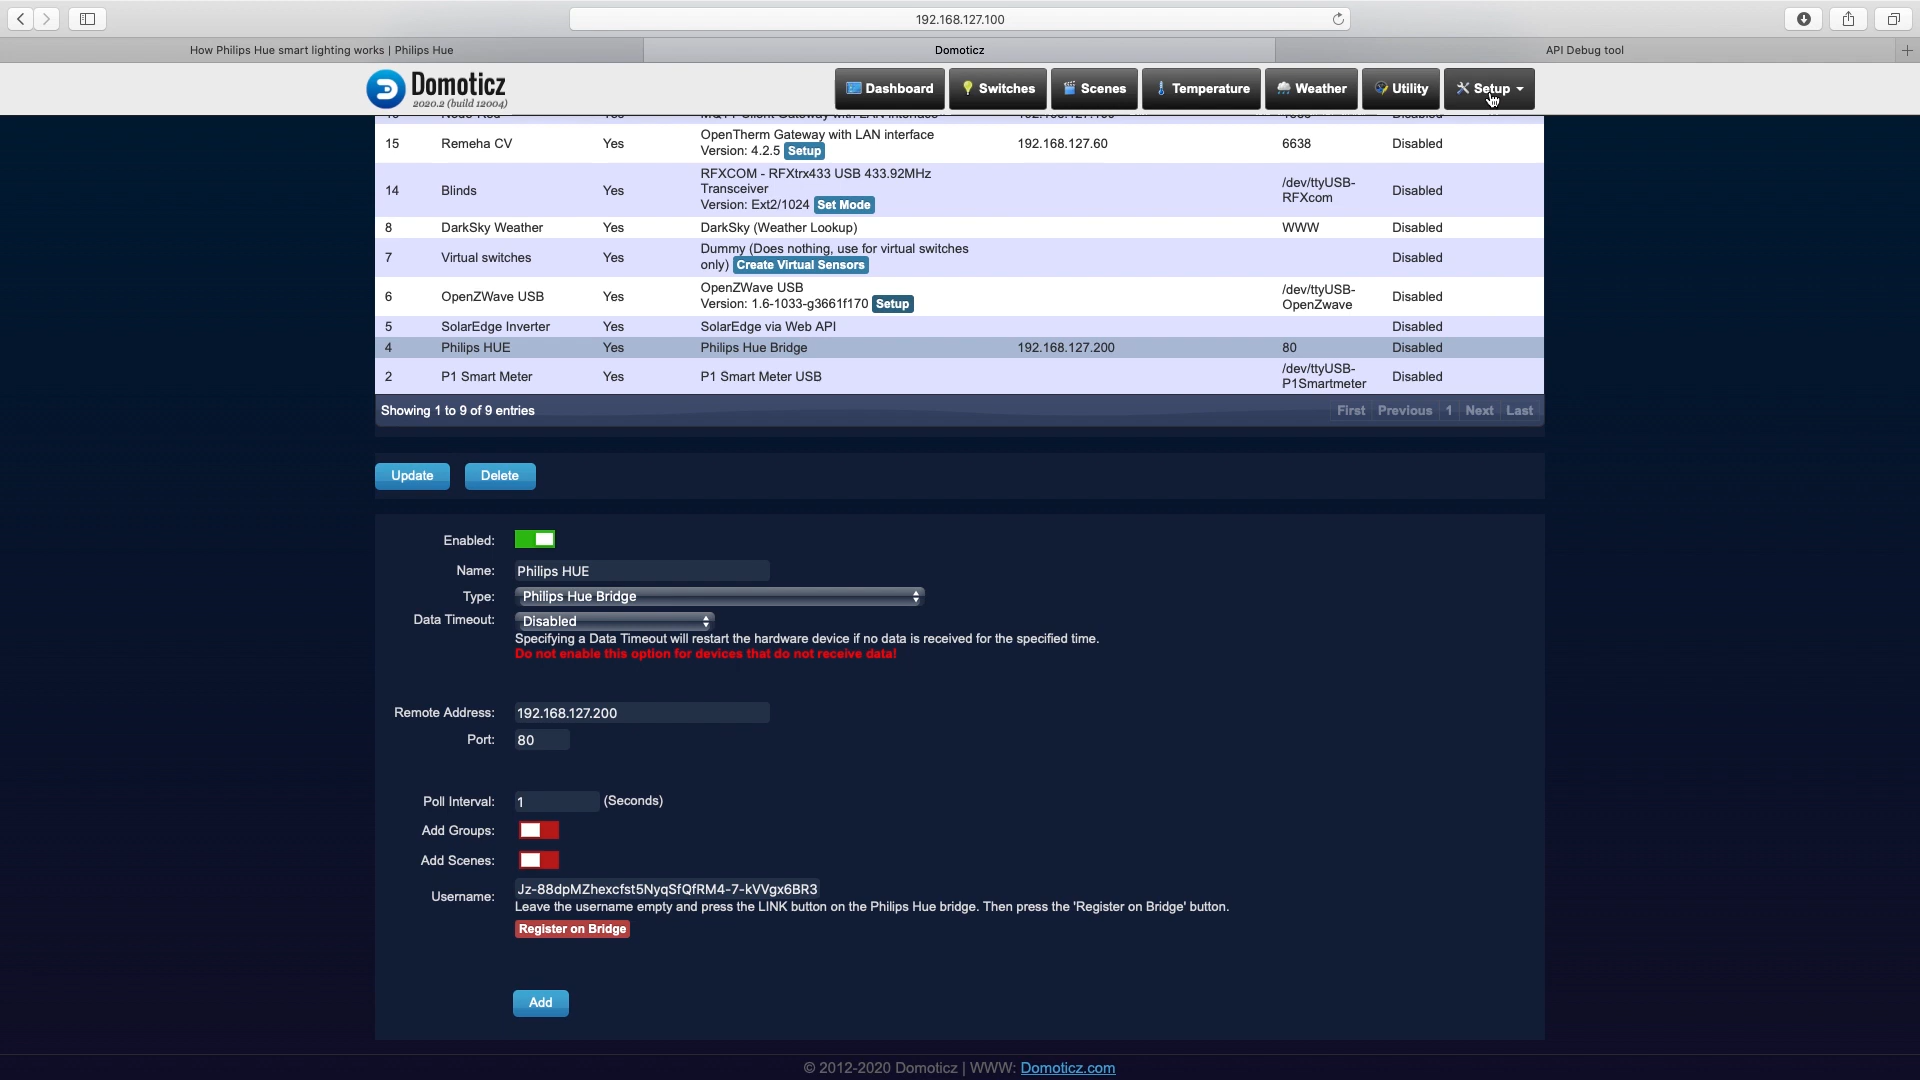 192.168.127.100
How Philips Hue smart lighting works | Philips Hue
Domoticz
API Debug tool
Domoticz
2020.2 (build 12004)
Dashboard
Switches
Scenes
Temperature
Weather
Utility
Setup
15 Remeha CV Yes OpenTherm Gateway with LAN interface 192.168.127.60 6638 Disabled
Version: 4.2.5 Setup
14 Blinds Yes RFXCOM - RFXtrx433 USB 433.92MHz /dev/ttyUSB- Disabled
Transceiver RFXcom
Version: Ext2/1024 Set Mode
8 DarkSky Weather Yes DarkSky (Weather Lookup) WWW Disabled
7 Virtual switches Yes Dummy (Does nothing, use for virtual switches Disabled
only) Create Virtual Sensors
6 OpenZWave USB Yes OpenZWave USB /dev/ttyUSB- Disabled
Version: 1.6-1033-g3661f170 Setup OpenZwave
5 SolarEdge Inverter Yes SolarEdge via Web API Disabled
4 Philips HUE Yes Philips Hue Bridge 192.168.127.200 80 Disabled
2 P1 Smart Meter Yes P1 Smart Meter USB /dev/ttyUSB- Disabled
P1Smartmeter
Showing 1 to 9 of 9 entries First Previous 1 Next Last
Update Delete
Enabled:
Name: Philips HUE
Type: Philips Hue Bridge
Data Timeout: Disabled
Specifying a Data Timeout will restart the hardware device if no data is received for the specified time.
Do not enable this option for devices that do not receive data!
Remote Address: 192.168.127.200
Port: 80
Poll Interval: 1 (Seconds)
Add Groups:
Add Scenes:
Username: Jz-88dpMZhexcfst5NyqSfQfRM4-7-kVVgx6BR3
Leave the username empty and press the LINK button on the Philips Hue bridge. Then press the 'Register on Bridge' button.
Register on Bridge
Add
© 2012-2020 Domoticz | WWW: Domoticz.com